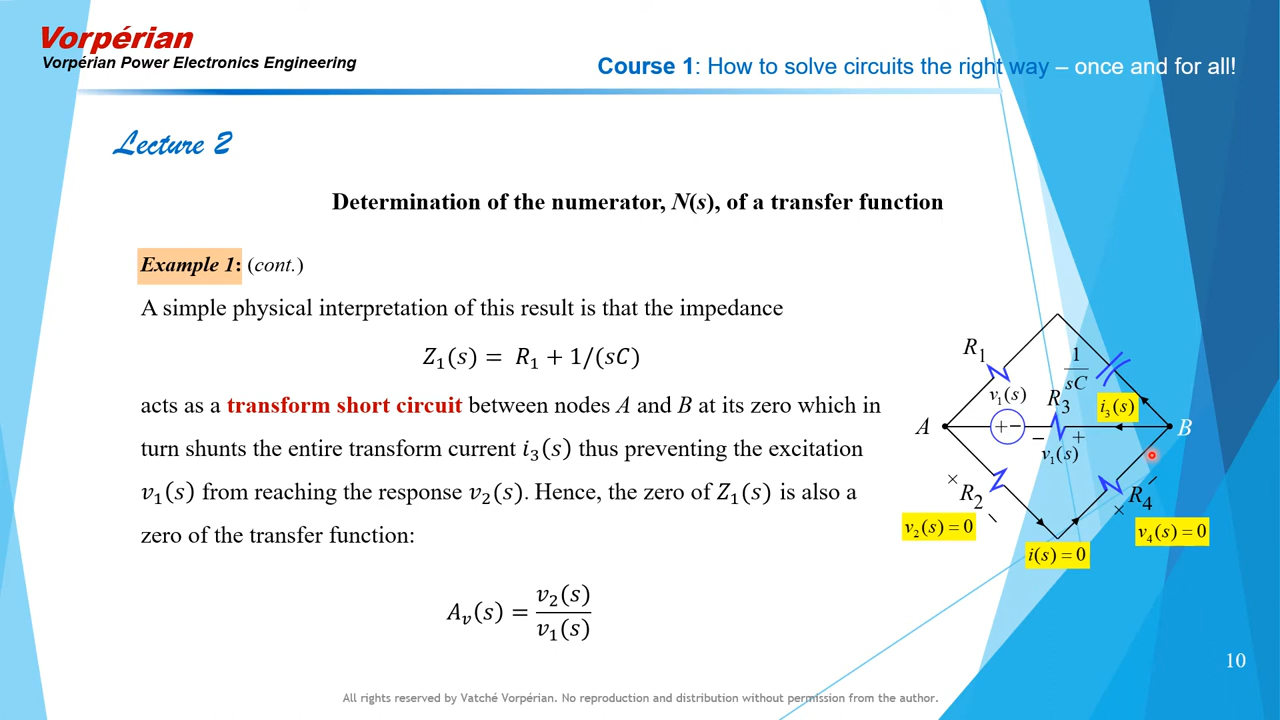 Vorpérian
Vorpérian Power Electronics Engineering
Course 1: How to solve circuits the right way – once and for all!
Lecture 2
Determination of the numerator, N(s), of a transfer function
Example 1: (cont.)
A simple physical interpretation of this result is that the impedance
Z₁(s) = R₁ + 1/(sC)
acts as a transform short circuit between nodes A and B at its zero which in
turn shunts the entire transform current i₃(s) thus preventing the excitation
v₁(s) from reaching the response v₂(s). Hence, the zero of Z₁(s) is also a
zero of the transfer function:
Aᵥ(s) = v₂(s) / v₁(s)
R₁
1
sC
v₁(s)
R₃
i₃(s)
A
+ −
− +
B
v₁(s)
×
R₂
−
R₄
−
×
v₂(s) = 0
v₄(s) = 0
i(s) = 0
10
All rights reserved by Vatché Vorpérian. No reproduction and distribution without permission from the author.